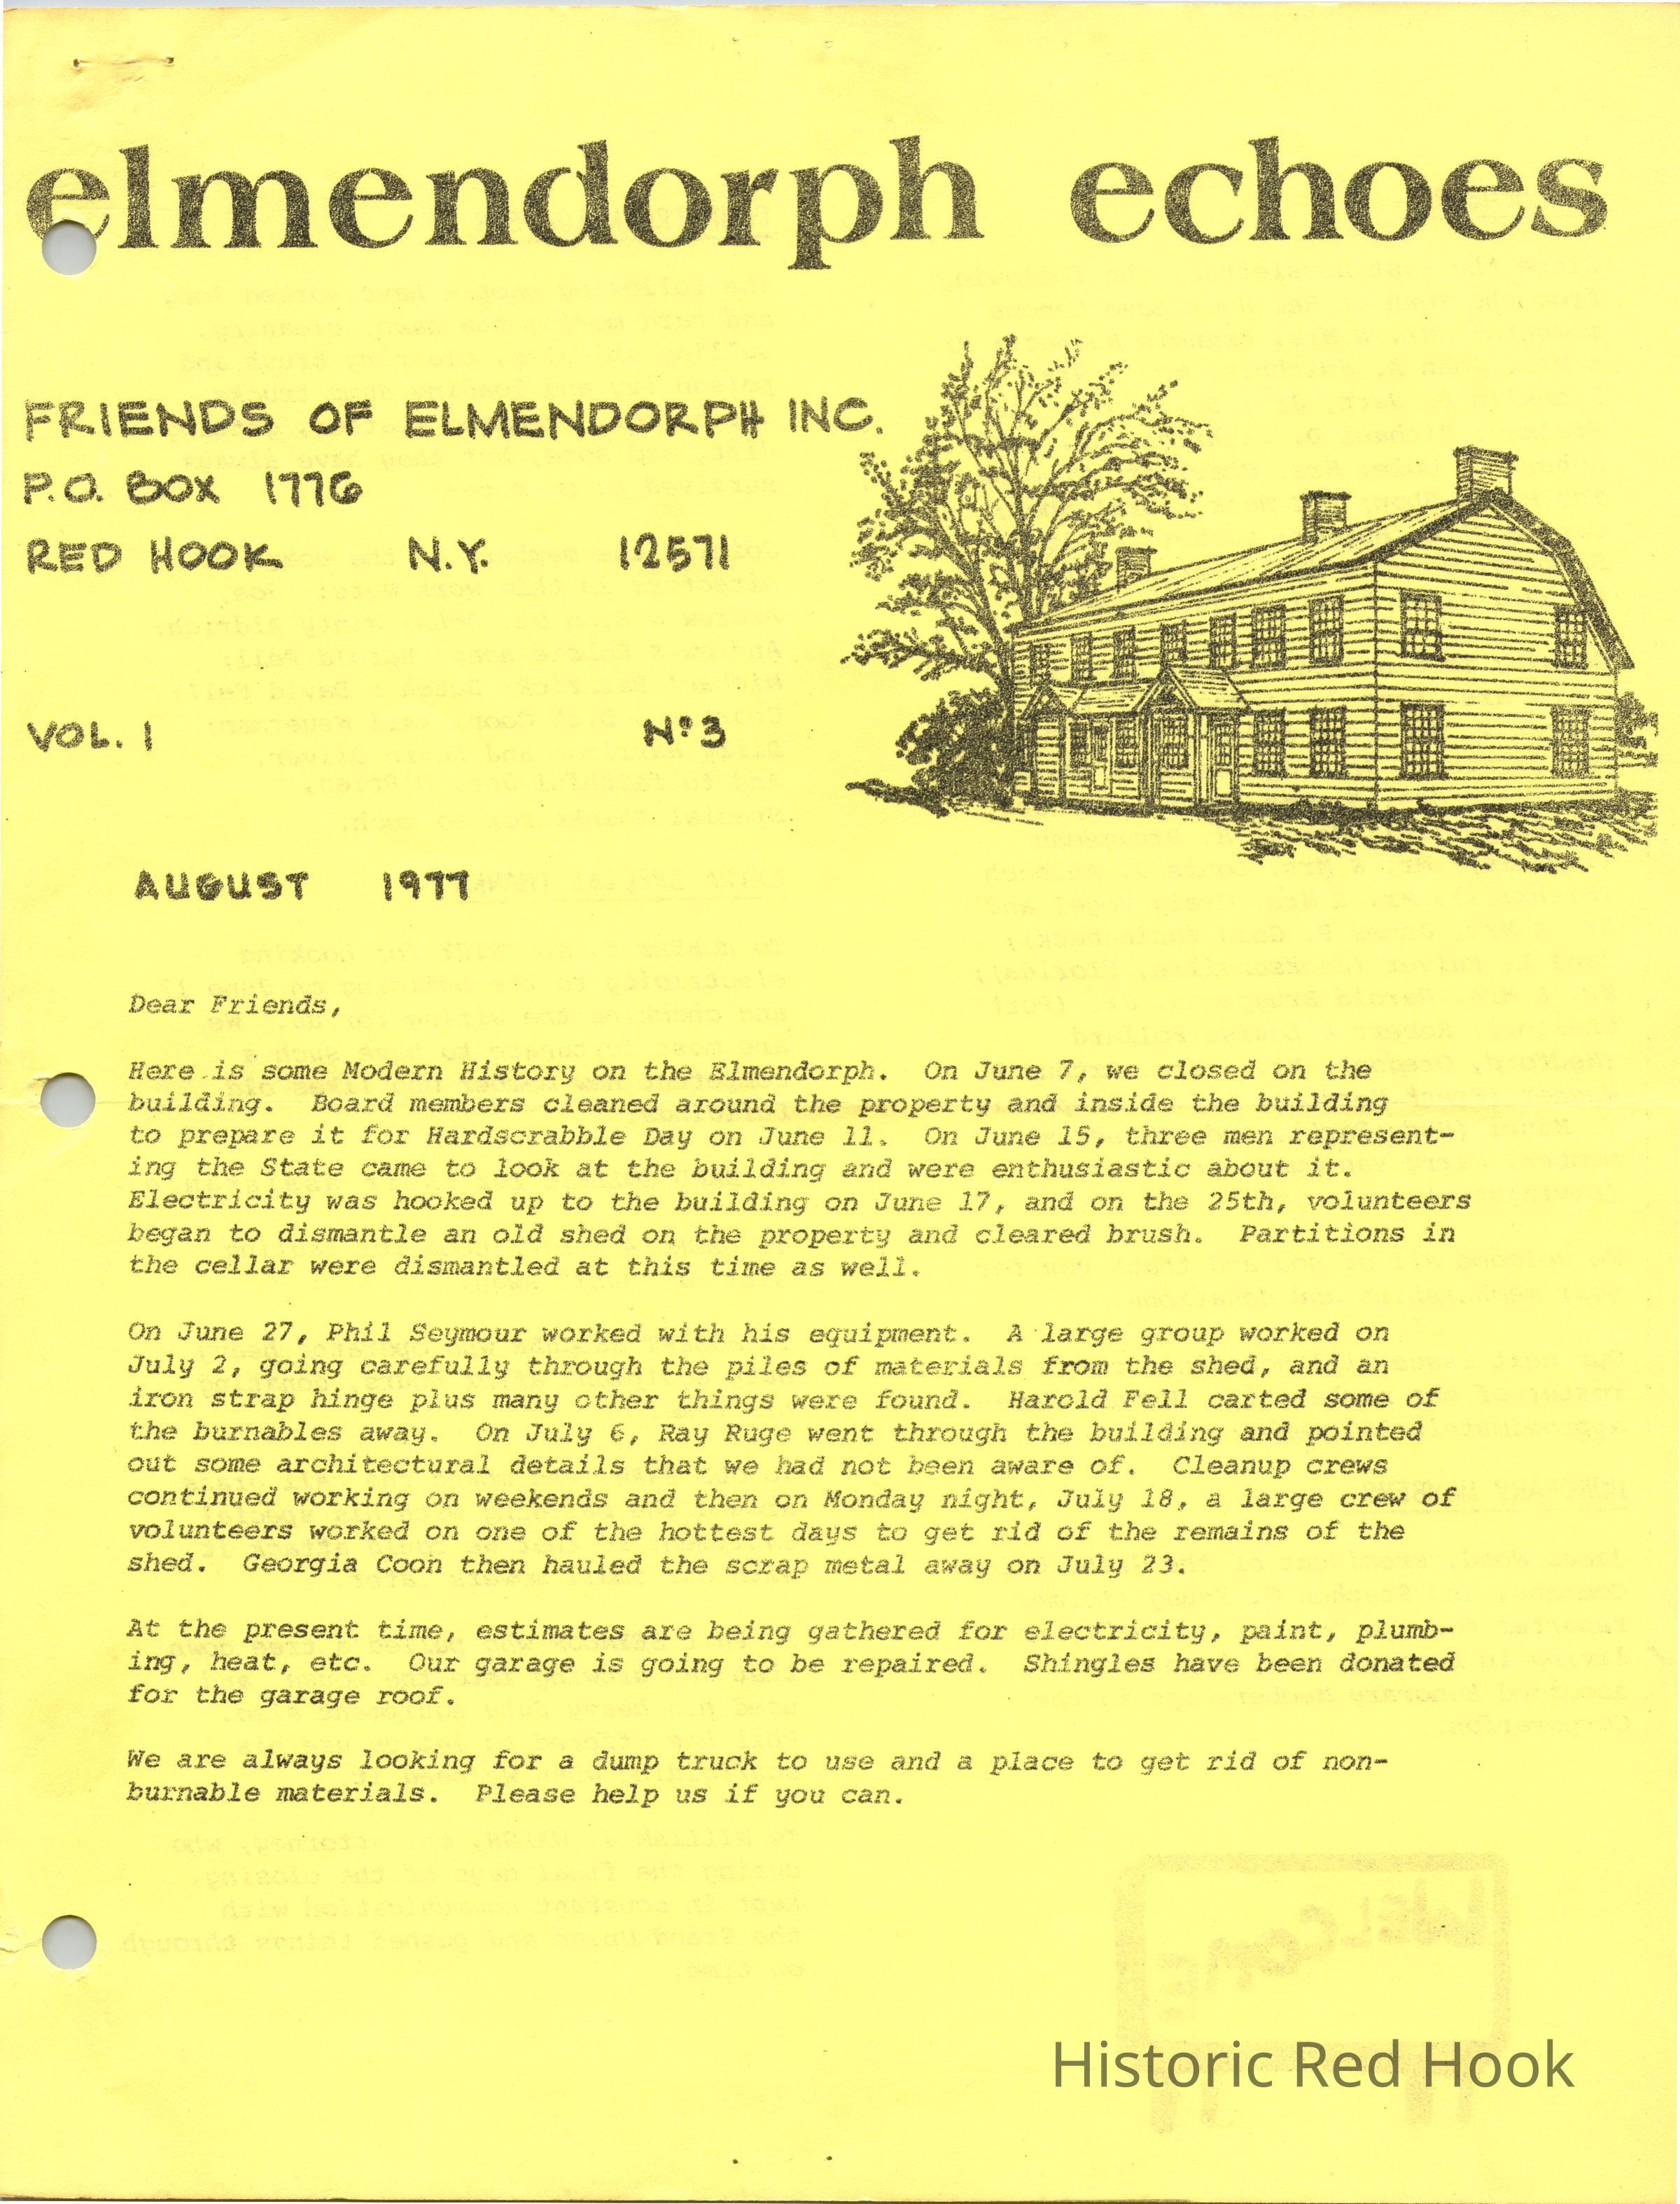 elmendorph echoes
FRIENDS OF ELMENDORPH INC.
P.O. BOX 1776
RED HOOK N.Y. 12571
VOL. 1 Nº3
AUGUST 1977
Dear Friends,
Here is some Modern History on the Elmendorph. On June 7, we closed on the
building. Board members cleaned around the property and inside the building
to prepare it for Hardscrabble Day on June 11. On June 15, three men represent-
ing the State came to look at the building and were enthusiastic about it.
Electricity was hooked up to the building on June 17, and on the 25th, volunteers
began to dismantle an old shed on the property and cleared brush. Partitions in
the cellar were dismantled at this time as well.
On June 27, Phil Seymour worked with his equipment. A large group worked on
July 2, going carefully through the piles of materials from the shed, and an
iron strap hinge plus many other things were found. Harold Fell carted some of
the burnables away. On July 6, Ray Ruge went through the building and pointed
out some architectural details that we had not been aware of. Cleanup crews
continued working on weekends and then on Monday night, July 18, a large crew of
volunteers worked on one of the hottest days to get rid of the remains of the
shed. Georgia Coon then hauled the scrap metal away on July 23.
At the present time, estimates are being gathered for electricity, paint, plumb-
ing, heat, etc. Our garage is going to be repaired. Shingles have been donated
for the garage roof.
We are always looking for a dump truck to use and a place to get rid of non-
burnable materials. Please help us if you can.
Historic Red Hook